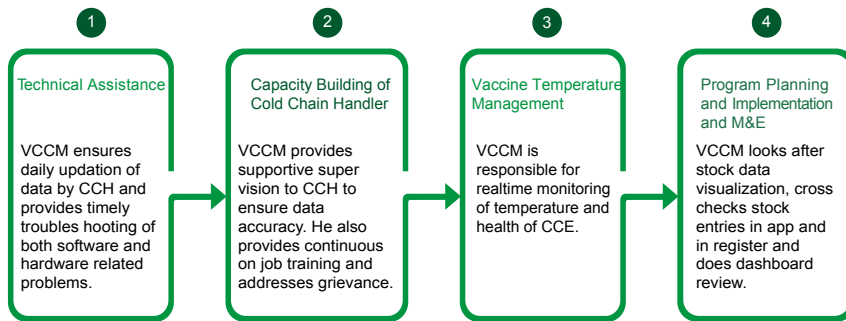 1
Technical Assistance
VCCM ensures
daily updation of
data by CCH and
provides timely
troubles hooting of
both software and
hardware related
problems.
2
Capacity Building of
Cold Chain Handler
VCCM provides
supportive super
vision to CCH to
ensure data
accuracy. He also
provides continuous
on job training and
addresses grievance.
3
Vaccine Temperature
Management
VCCM is
responsible for
realtime monitoring
of temperature and
health of CCE.
4
Program Planning
and Implementation
and M&E
VCCM looks after
stock data
visualization, cross
checks stock
entries in app and
in register and
does dashboard
review.